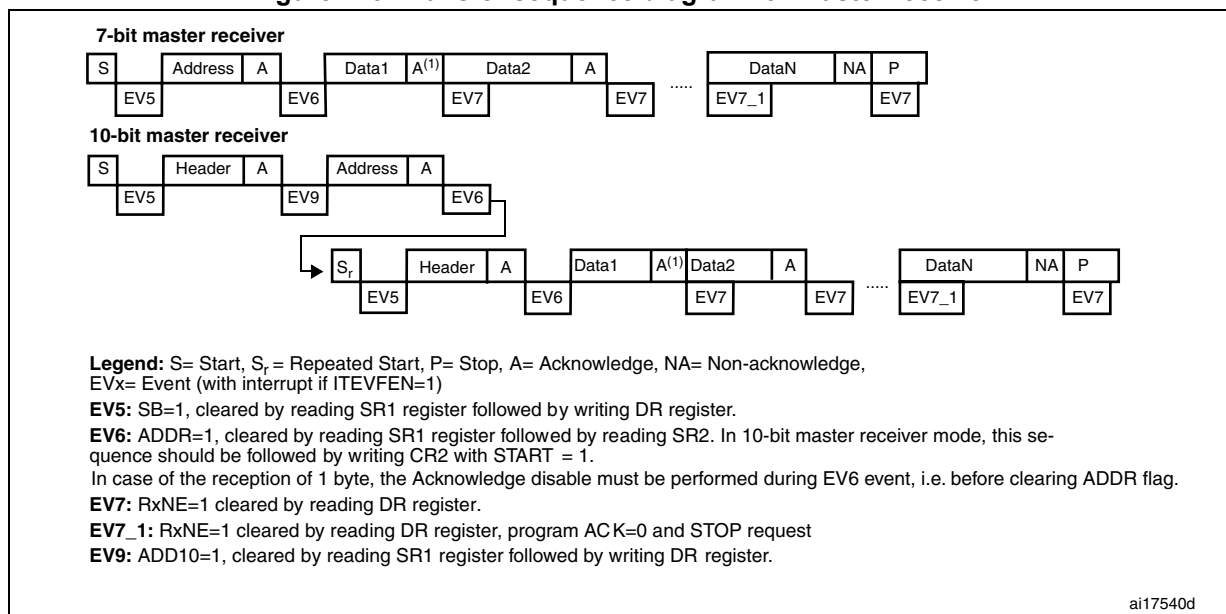 7-bit master receiver
S Address A Data1 A(1) Data2 A ..... DataN NA P
EV5 EV6 EV7 EV7 EV7_1 EV7
10-bit master receiver
S Header A Address A
EV5 EV9 EV6
Sr Header A Data1 A(1) Data2 A ..... DataN NA P
EV5 EV6 EV7 EV7 EV7_1 EV7
Legend: S= Start, Sr = Repeated Start, P= Stop, A= Acknowledge, NA= Non-acknowledge,
EVx= Event (with interrupt if ITEVFEN=1)
EV5: SB=1, cleared by reading SR1 register followed by writing DR register.
EV6: ADDR=1, cleared by reading SR1 register followed by reading SR2. In 10-bit master receiver mode, this se-
quence should be followed by writing CR2 with START = 1.
In case of the reception of 1 byte, the Acknowledge disable must be performed during EV6 event, i.e. before clearing ADDR flag.
EV7: RxNE=1 cleared by reading DR register.
EV7_1: RxNE=1 cleared by reading DR register, program ACK=0 and STOP request
EV9: ADD10=1, cleared by reading SR1 register followed by writing DR register.
ai17540d